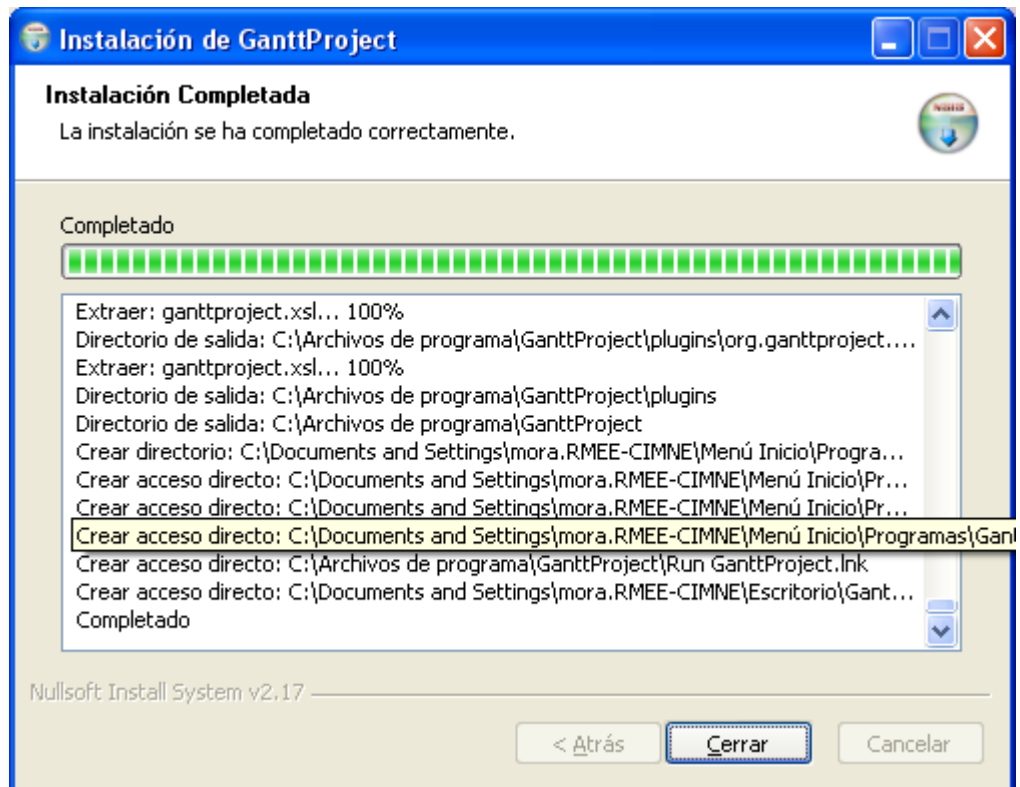 Instalación de GanttProject
Instalación Completada
La instalación se ha completado correctamente.
Completado
Extraer: ganttproject.xsl... 100%
Directorio de salida: C:\Archivos de programa\GanttProject\plugins\org.ganttproject....
Extraer: ganttproject.xsl... 100%
Directorio de salida: C:\Archivos de programa\GanttProject\plugins
Directorio de salida: C:\Archivos de programa\GanttProject
Crear directorio: C:\Documents and Settings\mora.RMEE-CIMNE\Menú Inicio\Progra...
Crear acceso directo: C:\Documents and Settings\mora.RMEE-CIMNE\Menú Inicio\Pr...
Crear acceso directo: C:\Documents and Settings\mora.RMEE-CIMNE\Menú Inicio\Pr...
Crear acceso directo: C:\Documents and Settings\mora.RMEE-CIMNE\Menú Inicio\Programas\Gant
Crear acceso directo: C:\Archivos de programa\GanttProject\Run GanttProject.lnk
Crear acceso directo: C:\Documents and Settings\mora.RMEE-CIMNE\Escritorio\Gant...
Completado
Nullsoft Install System v2.17
< Atrás
Cerrar
Cancelar